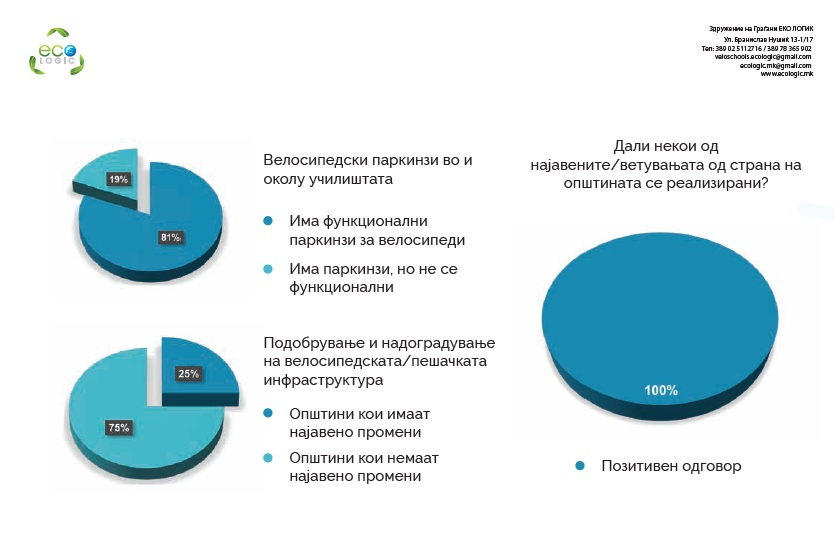 eco
LOGIC
Здружение на Граѓани ЕКО ЛОГИК
Ул. Бранислав Нушиќ 13-1/17
Тел: 389 02 5112716 / 389 78 365 902
veloschools.ecologic@gmail.com
ecologic.mk@gmail.com
www.ecologic.mk
19%
81%
Велосипедски паркинзи во и
околу училиштата
Има функционални
паркинзи за велосипеди
Има паркинзи, но не се
функционални
25%
75%
Подобрување и надоградување
на велосипедската/пешачката
инфраструктура
Општини кои имаат
најавено промени
Општини кои немаат
најавено промени
Дали некои од
најавените/ветувањата од страна на
општината се реализирани?
100%
Позитивен одговор